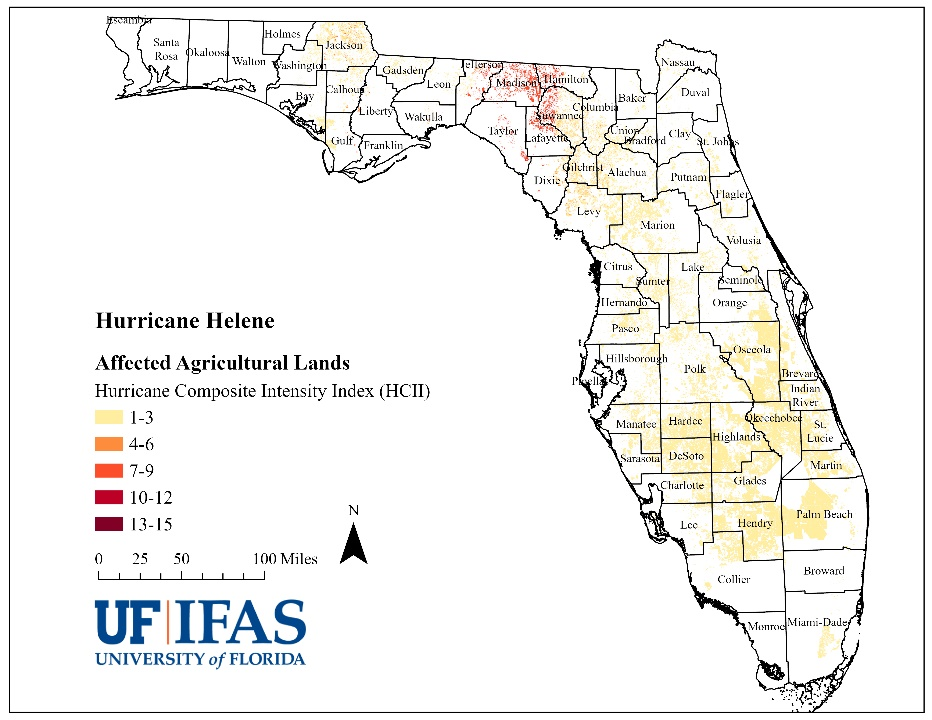 Escambia
Santa
Rosa
Okaloosa
Walton
Holmes
Washington
Jackson
Bay
Calhoun
Gulf
Liberty
Gadsden
Franklin
Leon
Wakulla
Jefferson
Madison
Taylor
Hamilton
Suwannee
Lafayette
Columbia
Dixie
Gilchrist
Baker
Union
Bradford
Nassau
Duval
Clay
St. Johns
Alachua
Putnam
Flagler
Levy
Marion
Volusia
Citrus
Sumter
Lake
Seminole
Hernando
Orange
Pasco
Hillsborough
Pinellas
Polk
Osceola
Brevard
Indian
River
Manatee
Hardee
Highlands
Okeechobee
St.
Lucie
Sarasota
DeSoto
Martin
Charlotte
Glades
Lee
Hendry
Palm Beach
Collier
Broward
Monroe
Miami-Dade
Hurricane Helene
Affected Agricultural Lands
Hurricane Composite Intensity Index (HCII)
1-3
4-6
7-9
10-12
13-15
N
0 25 50 100 Miles
UF IFAS
UNIVERSITY of FLORIDA